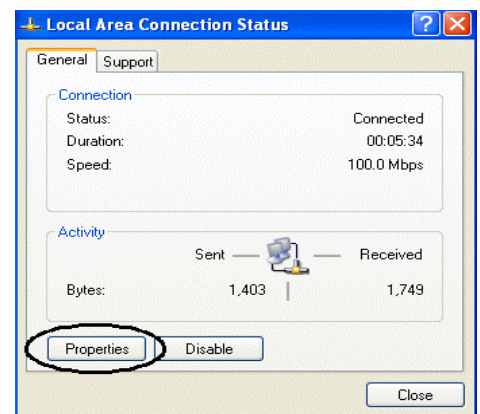 Local Area Connection Status
General Support
Connection
Status: Connected
Duration: 00:05:34
Speed: 100.0 Mbps
Activity
Sent Received
Bytes: 1,403 1,749
Properties Disable
Close